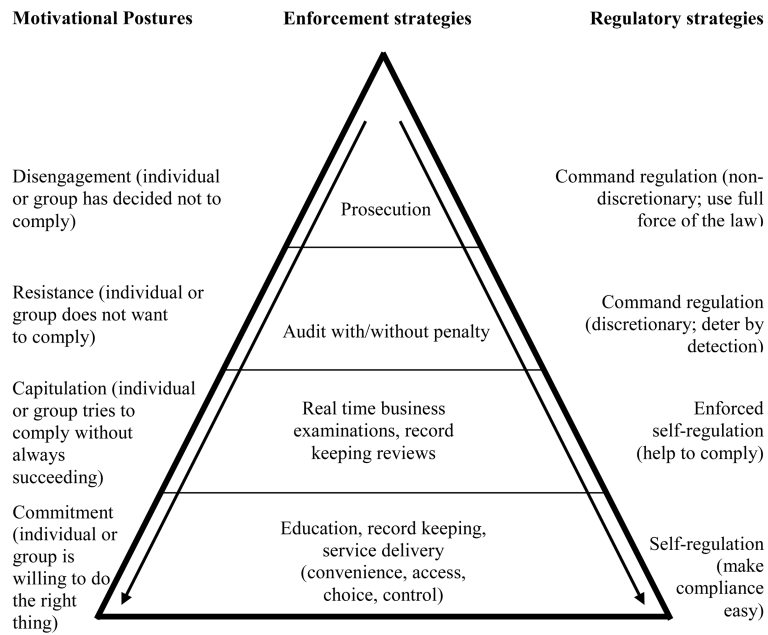 Motivational Postures
Enforcement strategies
Regulatory strategies
Disengagement (individual
or group has decided not to
comply)
Prosecution
Command regulation (non-
discretionary; use full
force of the law)
Resistance (individual or
group does not want
to comply)
Audit with/without penalty
Command regulation
(discretionary; deter by
detection)
Capitulation (individual
or group tries to
comply without
always
succeeding)
Real time business
examinations, record
keeping reviews
Enforced
self-regulation
(help to comply)
Commitment
(individual or
group is
willing to do
the right
thing)
Education, record keeping,
service delivery
(convenience, access,
choice, control)
Self-regulation
(make
compliance
easy)